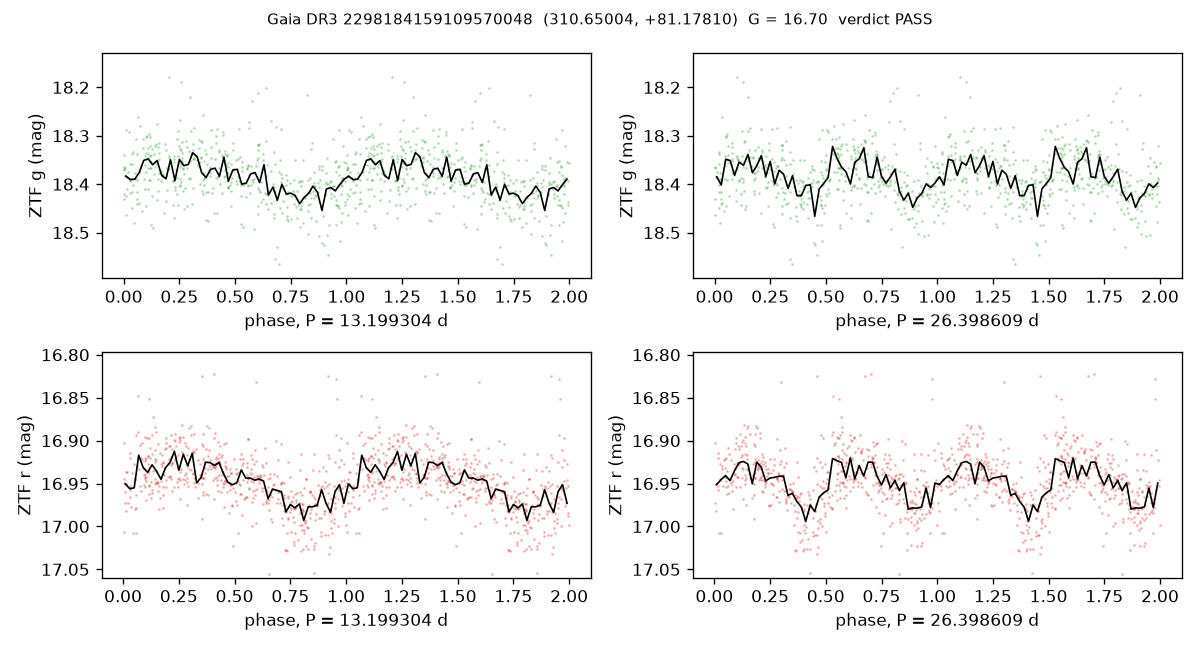 Gaia DR3 2298184159109570048  (310.65004, +81.17810)  G = 16.70  verdict PASS
ZTF g (mag)
18.2
18.3
18.4
18.5
0.00 0.25 0.50 0.75 1.00 1.25 1.50 1.75 2.00
phase, P = 13.199304 d
ZTF g (mag)
18.2
18.3
18.4
18.5
0.00 0.25 0.50 0.75 1.00 1.25 1.50 1.75 2.00
phase, P = 26.398609 d
ZTF r (mag)
16.80
16.85
16.90
16.95
17.00
17.05
0.00 0.25 0.50 0.75 1.00 1.25 1.50 1.75 2.00
phase, P = 13.199304 d
ZTF r (mag)
16.80
16.85
16.90
16.95
17.00
17.05
0.00 0.25 0.50 0.75 1.00 1.25 1.50 1.75 2.00
phase, P = 26.398609 d